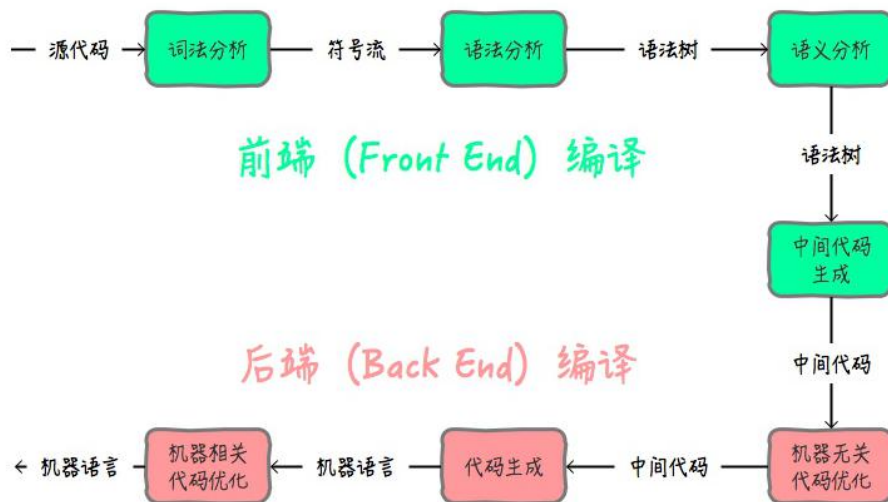 源代码
词法分析
符号流
语法分析
语法树
语义分析
前端 (Front End) 编译
语法树
中间代码
生成
后端 (Back End) 编译
中间代码
机器语言
机器相关
代码优化
机器语言
代码生成
中间代码
机器无关
代码优化